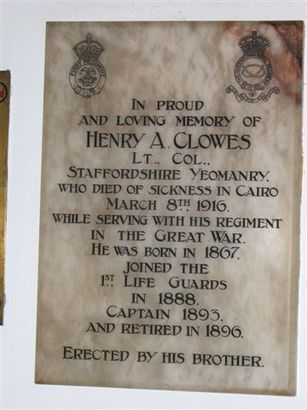 IN PROUD
AND LOVING MEMORY OF
HENRY A. CLOWES
LT., COL.,
STAFFORDSHIRE YEOMANRY,
WHO DIED OF SICKNESS IN CAIRO
MARCH 8TH, 1916.
WHILE SERVING WITH HIS REGIMENT
IN THE GREAT WAR.
HE WAS BORN IN 1867,
JOINED THE
1ST LIFE GUARDS
IN 1888.
CAPTAIN 1893.
AND RETIRED IN 1896.
ERECTED BY HIS BROTHER.